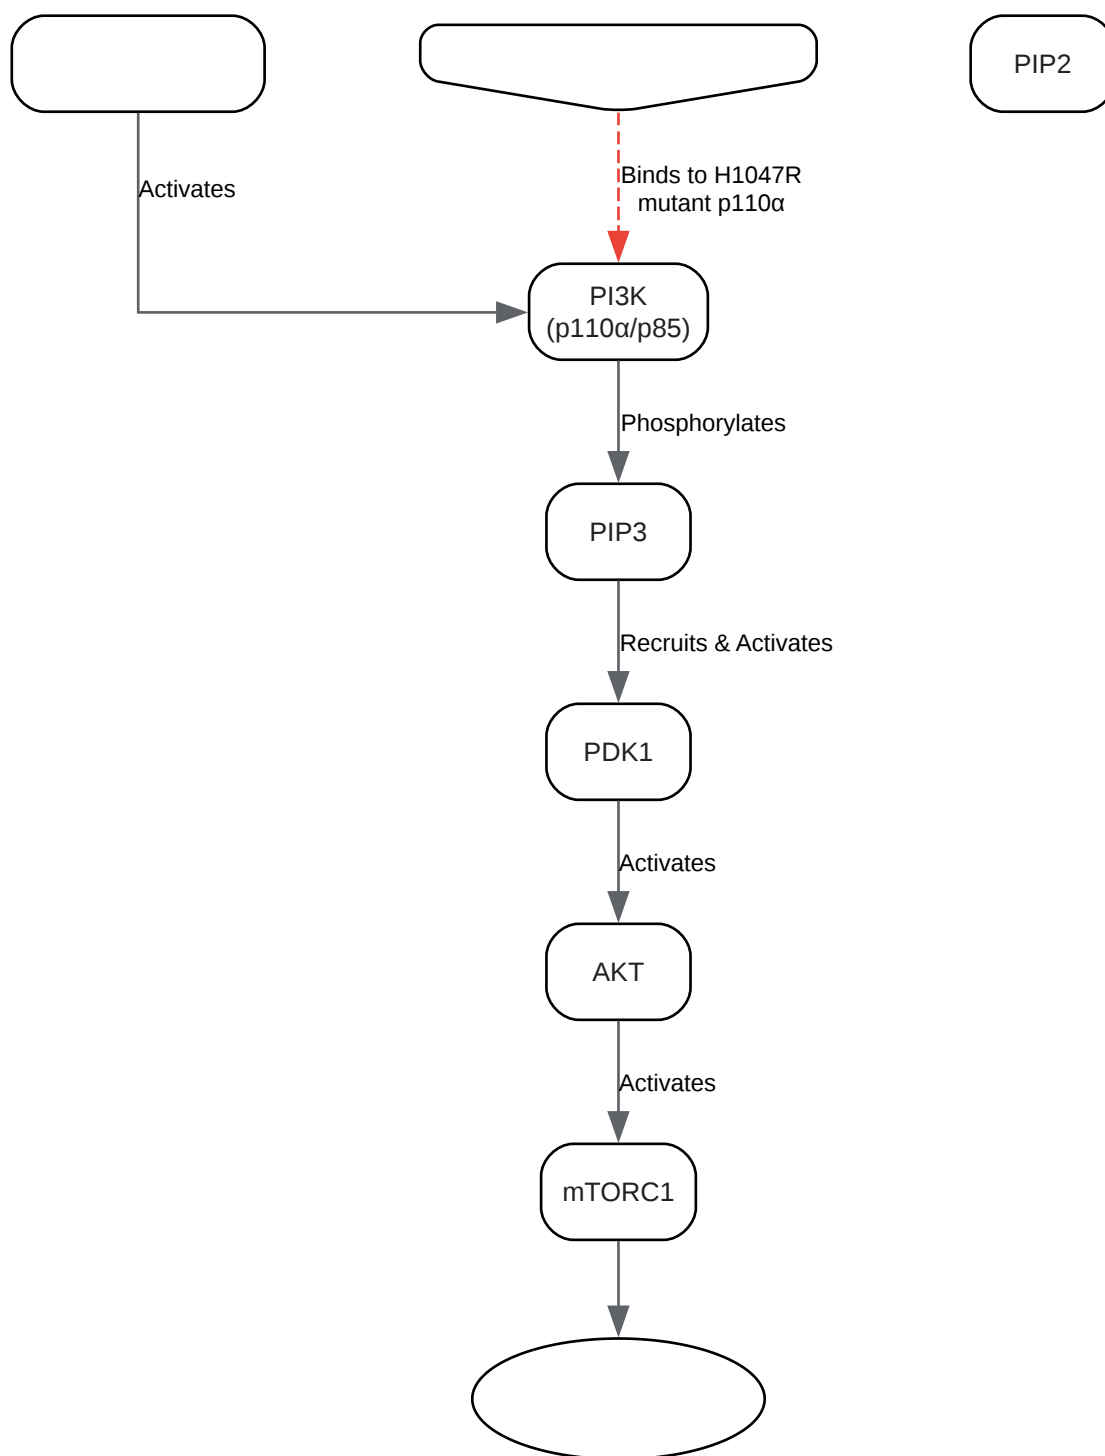 PIP2
Activates
Binds to H1047R
mutant p110α
PI3K
(p110α/p85)
Phosphorylates
PIP3
Recruits & Activates
PDK1
Activates
AKT
Activates
mTORC1